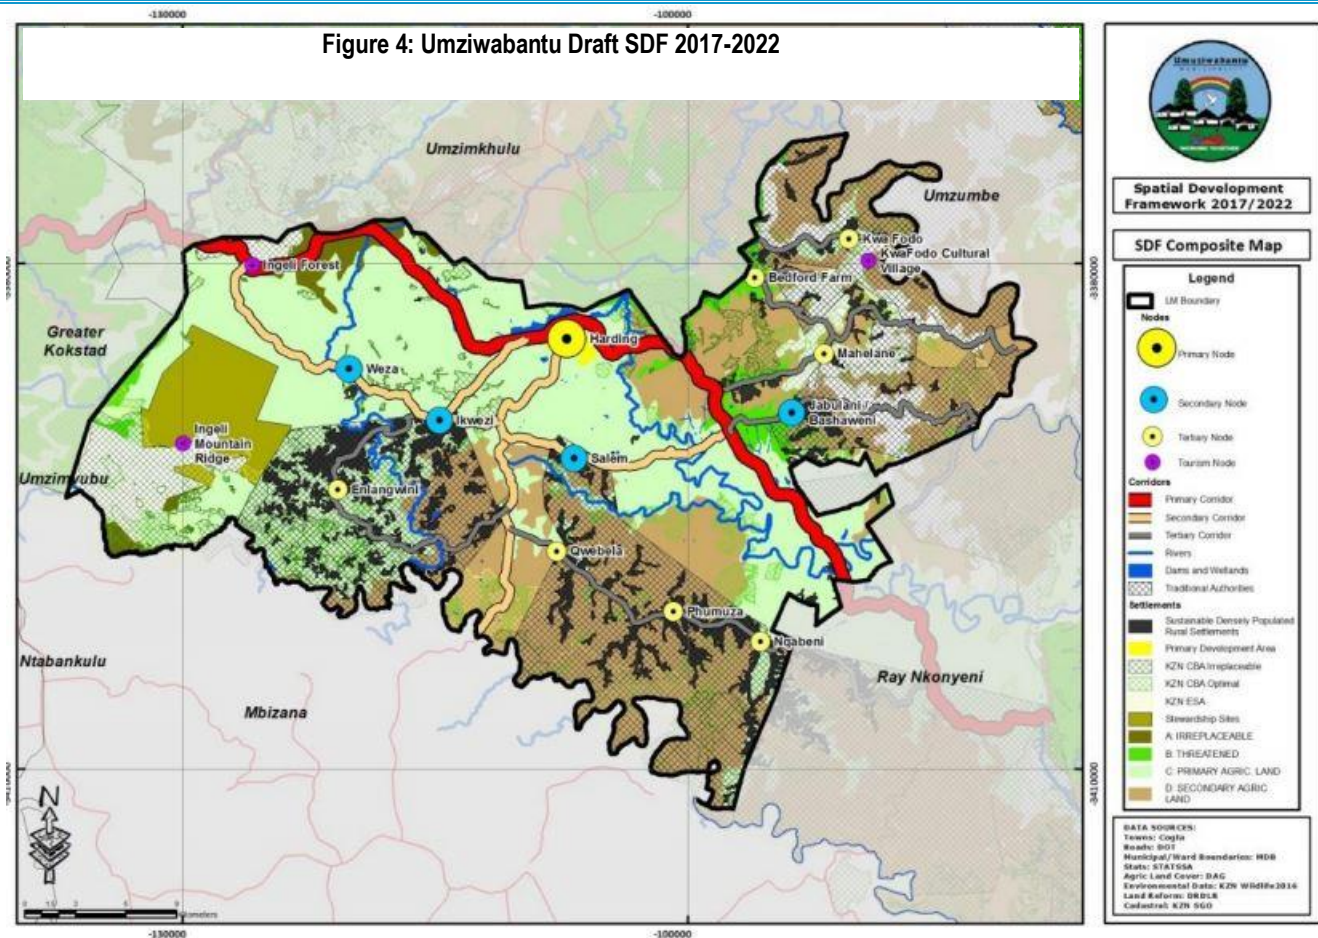 -130000
-100000
Figure 4: Umziwabantu Draft SDF 2017-2022
Umzimkhulu
Umzumbe
Kwa Fodo
KwaFodo Cultural
Village
Ingeli Forest
Bedford Farm
Greater
Kokstad
Harding
Mahelane
Weza
Ikwezi
Jabulani /
Bashaweni
Ingeli
Mountain
Ridge
Salem
Umzimvubu
Enlangwini
Qwebela
Phumuza
Nqabeni
Ray Nkonyeni
Ntabankulu
Mbizana
N
-130000
-100000
-3380000
-3410000
Umuziwabantu
Spatial Development
Framework 2017/2022
SDF Composite Map
Legend
LM Boundary
Nodes
Primary Node
Secondary Node
Tertiary Node
Tourism Node
Corridors
Primary Corridor
Secondary Corridor
Tertiary Corridor
Rivers
Dams and Wetlands
Traditional Authorities
Settlements
Sustainable Densely Populated
Rural Settlements
Primary Development Area
KZN CBA Irreplaceable
KZN CBA Optimal
KZN ESA
Stewardship Sites
A: IRREPLACEABLE
B: THREATENED
C: PRIMARY AGRIC. LAND
D: SECONDARY AGRIC
LAND
DATA SOURCES:
Towns: Cogta
Roads: DOT
Municipal/Ward Boundaries: MDB
Stats: STATSSA
Agric Land Cover: DAG
Environmental Data: KZN Wildlife2016
Land Reform: DRDLR
Cadastral: KZN SGO